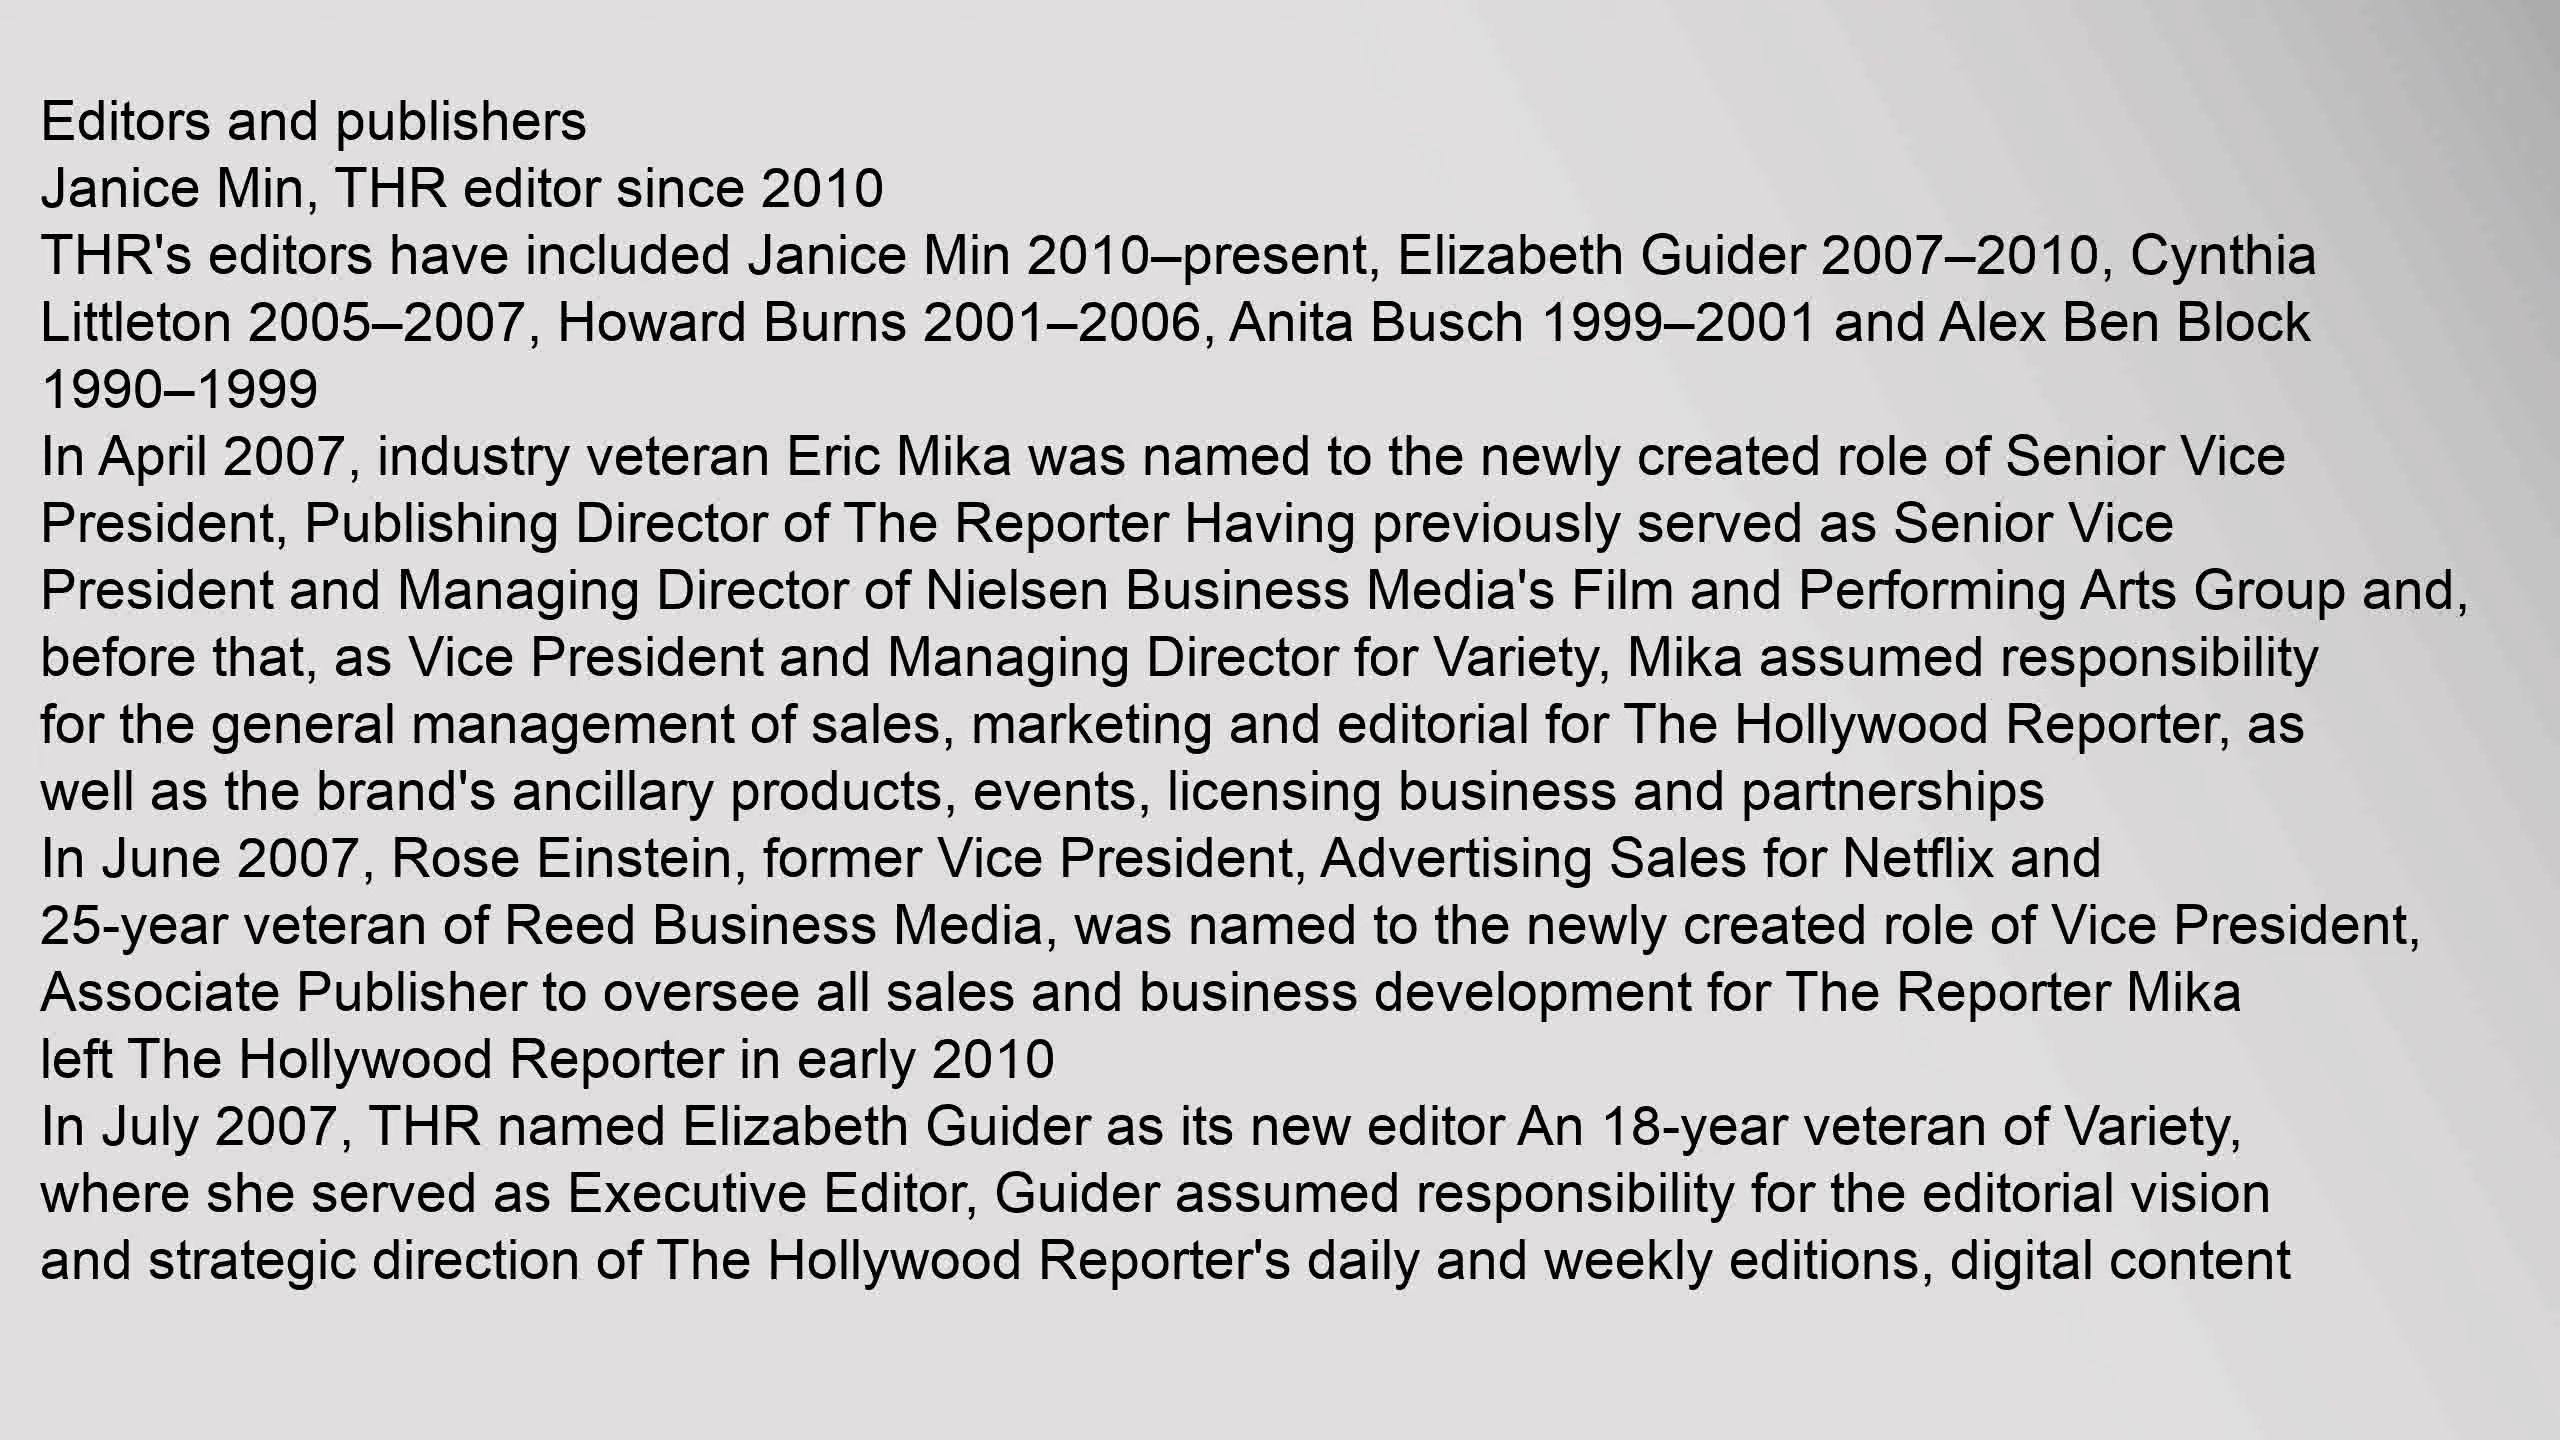 Editors and publishers
Janice Min, THR editor since 2010
THR's editors have included Janice Min 2010–present, Elizabeth Guider 2007–2010, Cynthia
Littleton 2005–2007, Howard Burns 2001–2006, Anita Busch 1999–2001 and Alex Ben Block
1990–1999
In April 2007, industry veteran Eric Mika was named to the newly created role of Senior Vice
President, Publishing Director of The Reporter Having previously served as Senior Vice
President and Managing Director of Nielsen Business Media's Film and Performing Arts Group and,
before that, as Vice President and Managing Director for Variety, Mika assumed responsibility
for the general management of sales, marketing and editorial for The Hollywood Reporter, as
well as the brand's ancillary products, events, licensing business and partnerships
In June 2007, Rose Einstein, former Vice President, Advertising Sales for Netflix and
25-year veteran of Reed Business Media, was named to the newly created role of Vice President,
Associate Publisher to oversee all sales and business development for The Reporter Mika
left The Hollywood Reporter in early 2010
In July 2007, THR named Elizabeth Guider as its new editor An 18-year veteran of Variety,
where she served as Executive Editor, Guider assumed responsibility for the editorial vision
and strategic direction of The Hollywood Reporter's daily and weekly editions, digital content